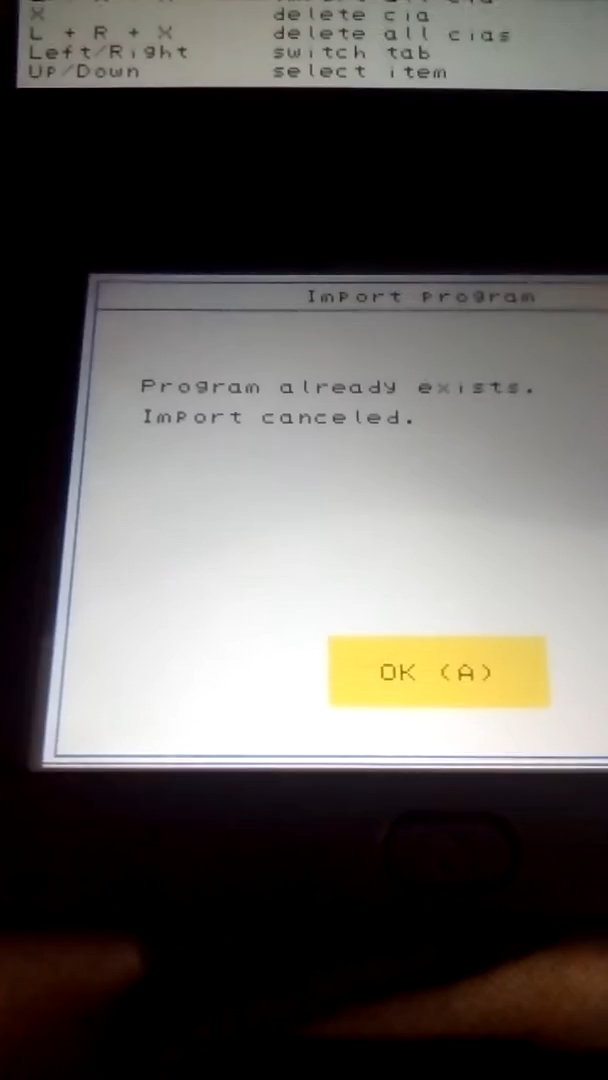 X delete cia
L + R + X delete all cias
Left/Right switch tab
Up/Down select item
Import program
Program already exists.
Import canceled.
OK (A)